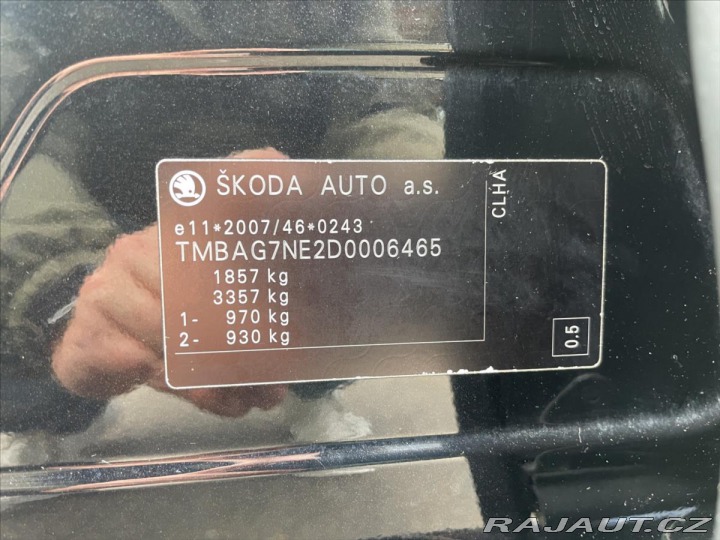 ŠKODA AUTO a.s.
e11*2007/46*0243
TMBAG7NE2D0006465
1857 kg
3357 kg
1- 970 kg
2- 930 kg
CLHA
0.5
RAJAUT.CZ